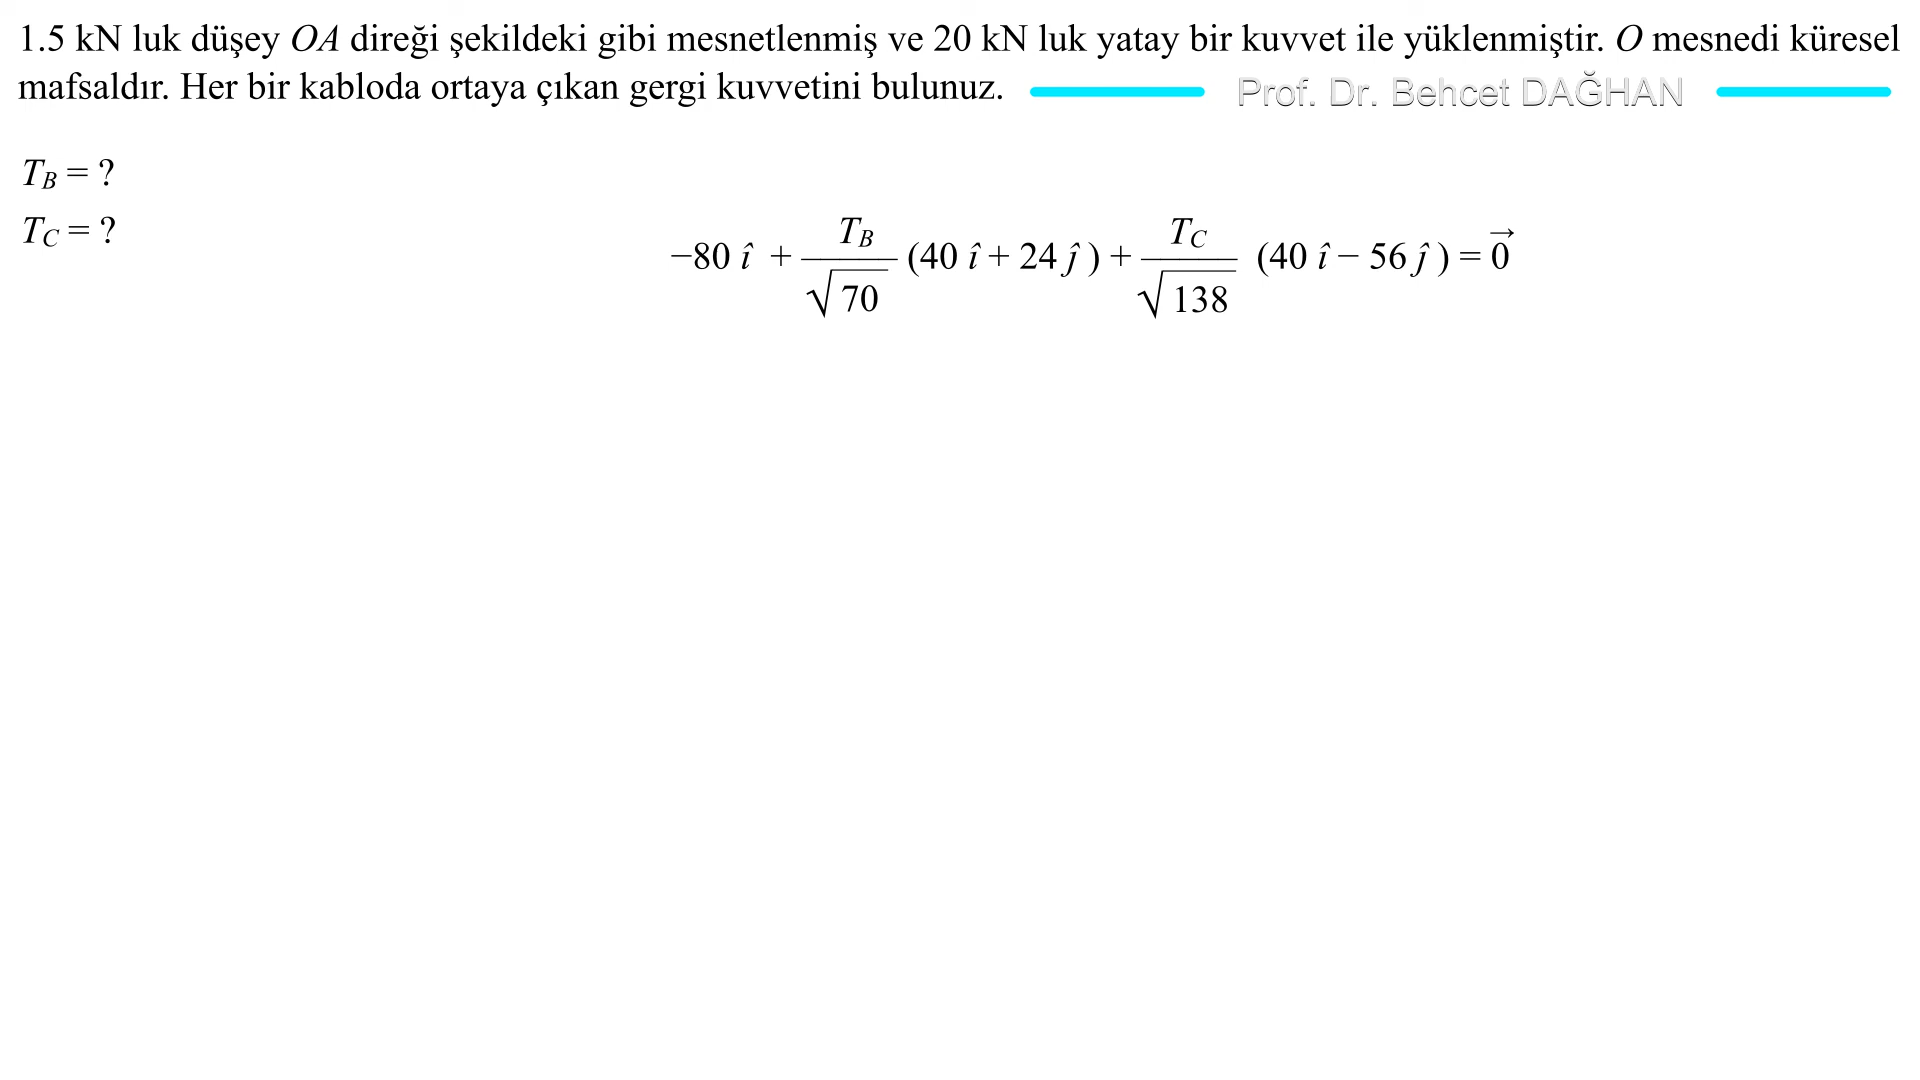 1.5 kN luk düşey OA direği şekildeki gibi mesnetlenmiş ve 20 kN luk yatay bir kuvvet ile yüklenmiştir. O mesnedi küresel
mafsaldır. Her bir kabloda ortaya çıkan gergi kuvvetini bulunuz. Prof. Dr. Behcet DAĞHAN
T_B = ?
T_C = ?
−80 î + T_B/√70 (40 î + 24 ĵ ) + T_C/√138 (40 î − 56 ĵ ) = 0⃗